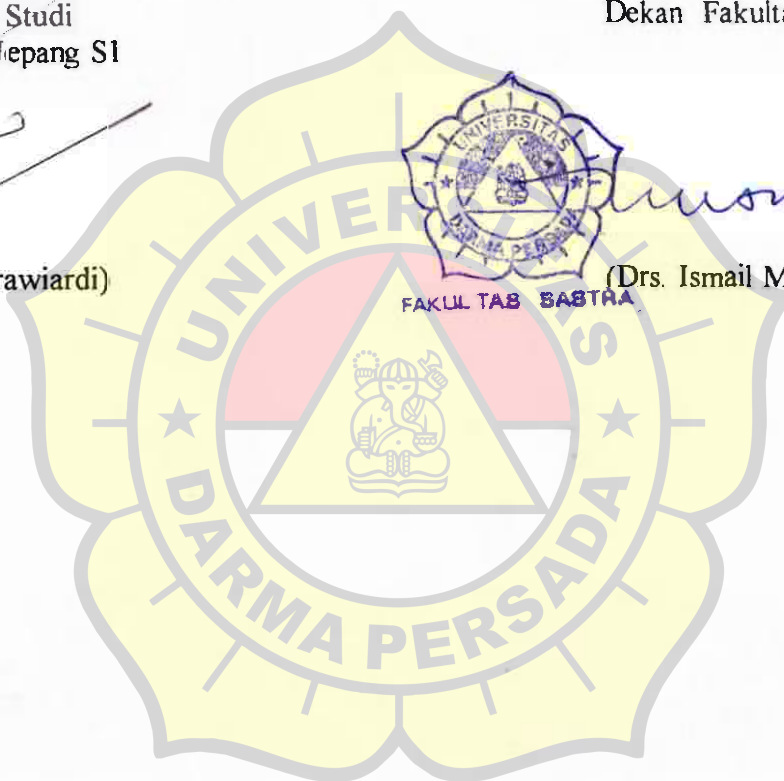 Studi
Jepang S1
rawiardi)
Dekan Fakulta
UNIVERSITAS
DARMA PERSADA
FAKULTAS SASTRA
(Drs. Ismail M
UNIVERSITAS
DARMA PERSADA